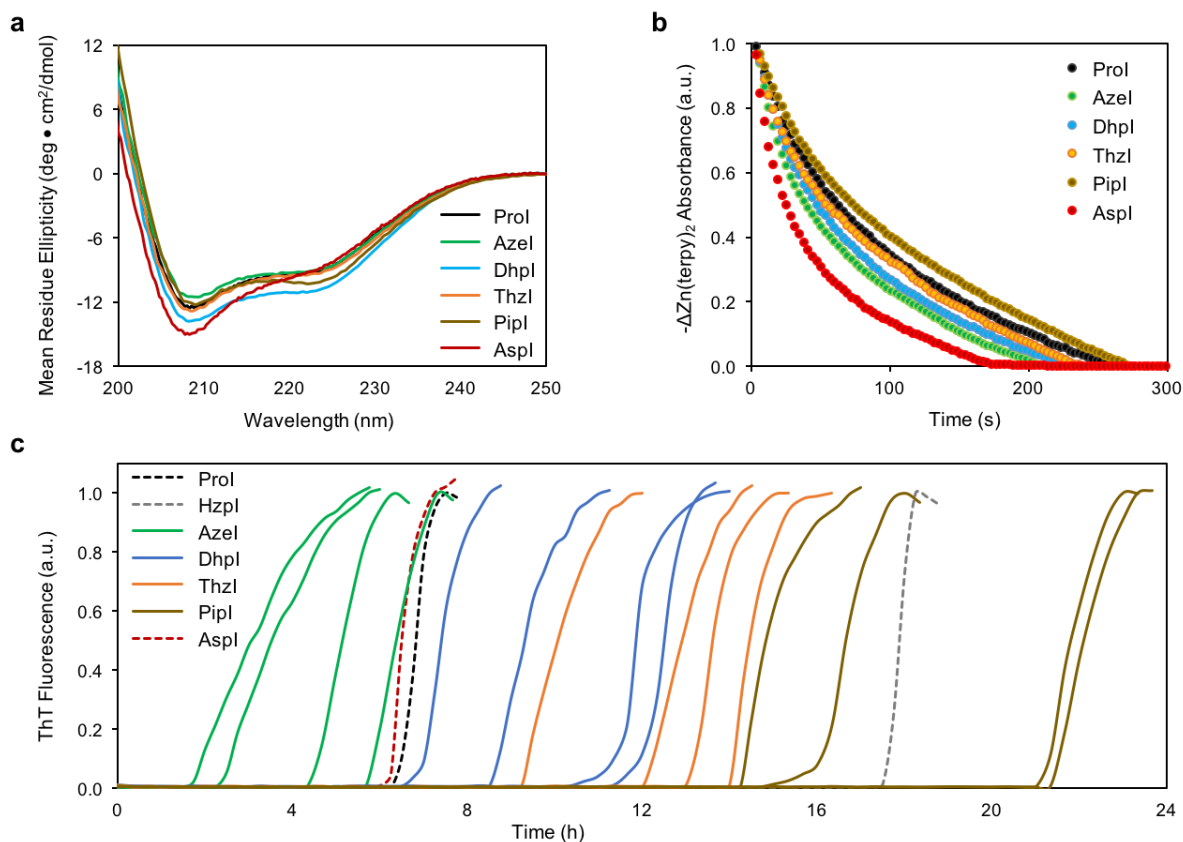 a
Mean Residue Ellipticity (deg • cm²/dmol)
12
6
0
-6
-12
-18
200
210
220
230
240
250
Wavelength (nm)
ProI
AzeI
DhpI
ThzI
PipI
AspI
b
-ΔZn(terpy)₂ Absorbance (a.u.)
1.0
0.8
0.6
0.4
0.2
0.0
0
100
200
300
Time (s)
ProI
AzeI
DhpI
ThzI
PipI
AspI
c
ThT Fluorescence (a.u.)
1.0
0.8
0.6
0.4
0.2
0.0
0
4
8
12
16
20
24
Time (h)
ProI
HzpI
AzeI
DhpI
ThzI
PipI
AspI